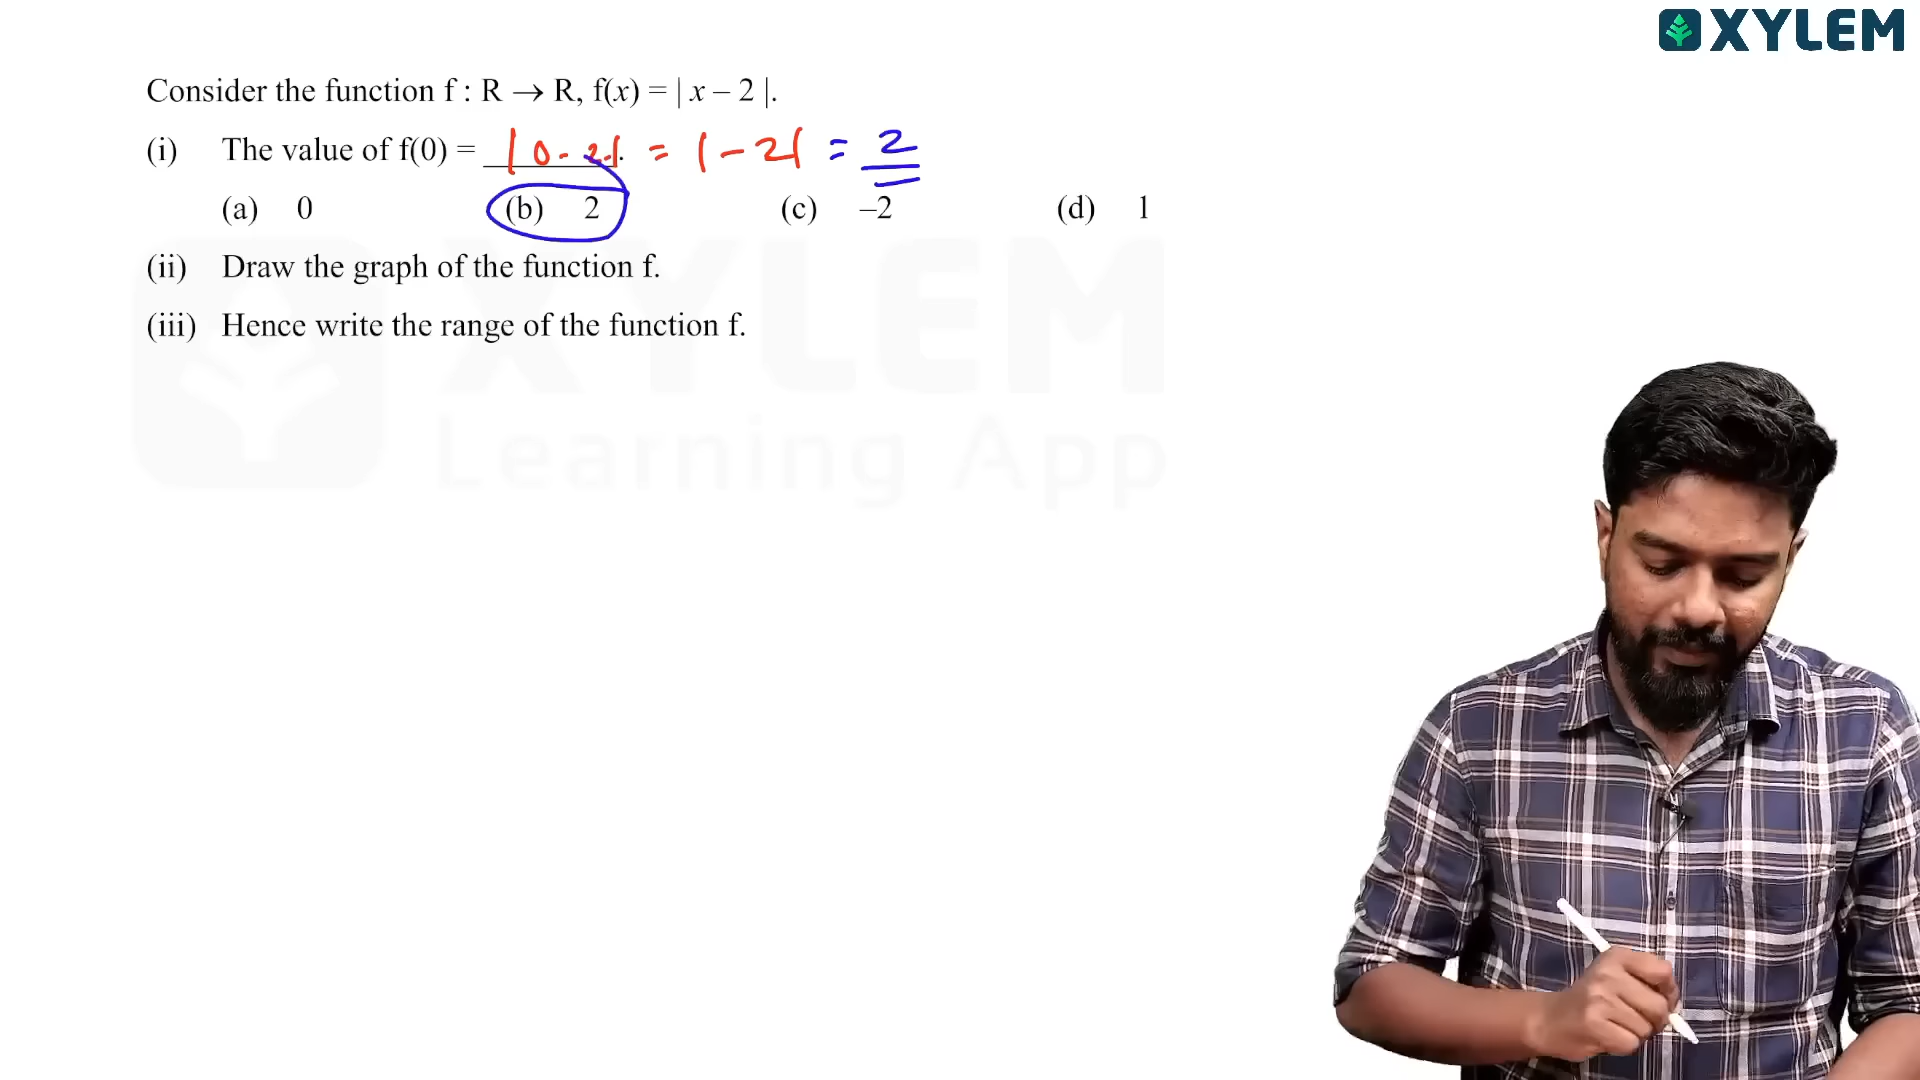 XYLEM
Consider the function f : R → R, f(x) = | x – 2 |.
(i) The value of f(0) = ________. |0-2| = |-2| = 2
(a) 0 (b) 2 (c) –2 (d) 1
(ii) Draw the graph of the function f.
(iii) Hence write the range of the function f.
XYLEM
Learning App